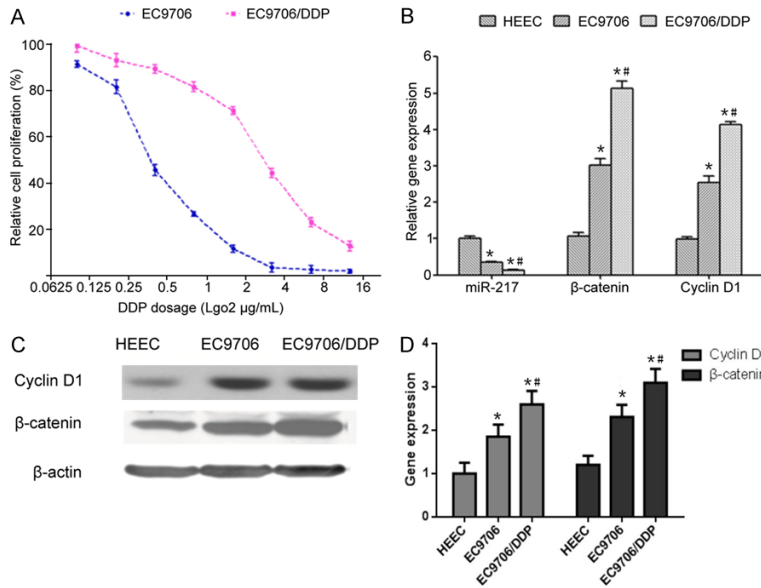 A
EC9706
EC9706/DDP
Relative cell proliferation (%)
100
80
60
40
20
0.0625
0.125
0.25
0.5
1
2
4
8
16
DDP dosage (Lgo2 µg/mL)
B
HEEC
EC9706
EC9706/DDP
Relative gene expression
6
5
4
3
2
1
0
*
*#
*
*#
*
*#
miR-217
β-catenin
Cyclin D1
C
HEEC
EC9706
EC9706/DDP
Cyclin D1
β-catenin
β-actin
D
Cyclin D
β-catenin
Gene expression
4
3
2
1
0
*
*#
*
*#
HEEC
EC9706
EC9706/DDP
HEEC
EC9706
EC9706/DDP